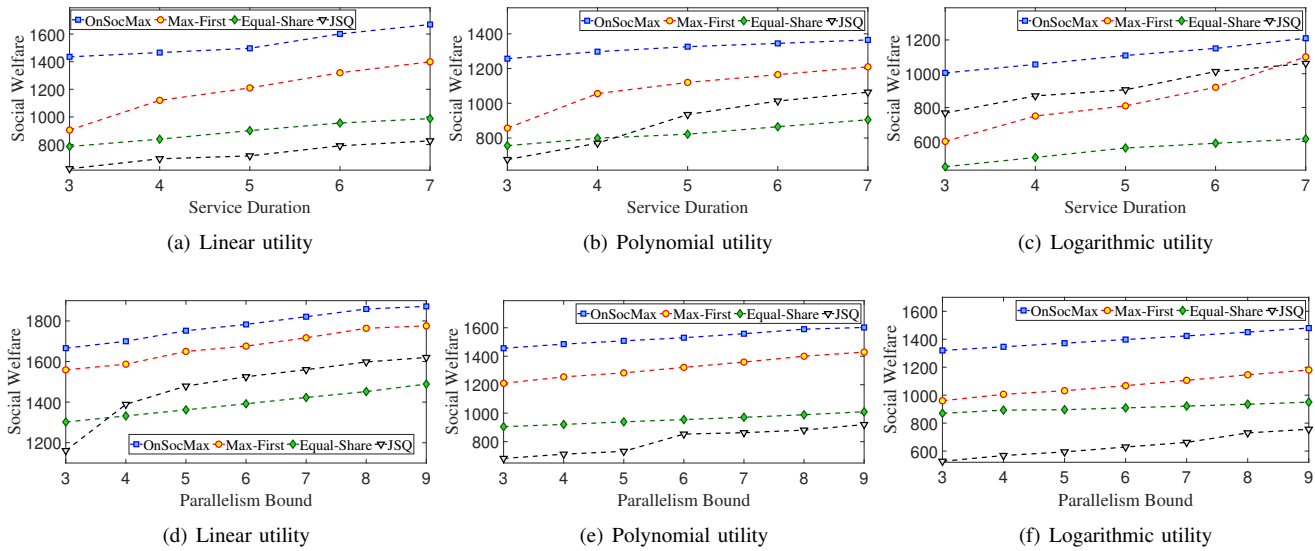 OnSocMax Max-First Equal-Share JSQ
Social Welfare
1600
1400
1200
1000
800
3 4 5 6 7
Service Duration
(a) Linear utility
OnSocMax Max-First Equal-Share JSQ
Social Welfare
1400
1200
1000
800
3 4 5 6 7
Service Duration
(b) Polynomial utility
OnSocMax Max-First Equal-Share JSQ
Social Welfare
1200
1000
800
600
3 4 5 6 7
Service Duration
(c) Logarithmic utility
Social Welfare
1800
1600
1400
1200
OnSocMax Max-First Equal-Share JSQ
3 4 5 6 7 8 9
Parallelism Bound
(d) Linear utility
OnSocMax Max-First Equal-Share JSQ
Social Welfare
1600
1400
1200
1000
800
3 4 5 6 7 8 9
Parallelism Bound
(e) Polynomial utility
OnSocMax Max-First Equal-Share JSQ
Social Welfare
1600
1400
1200
1000
800
600
3 4 5 6 7 8 9
Parallelism Bound
(f) Logarithmic utility